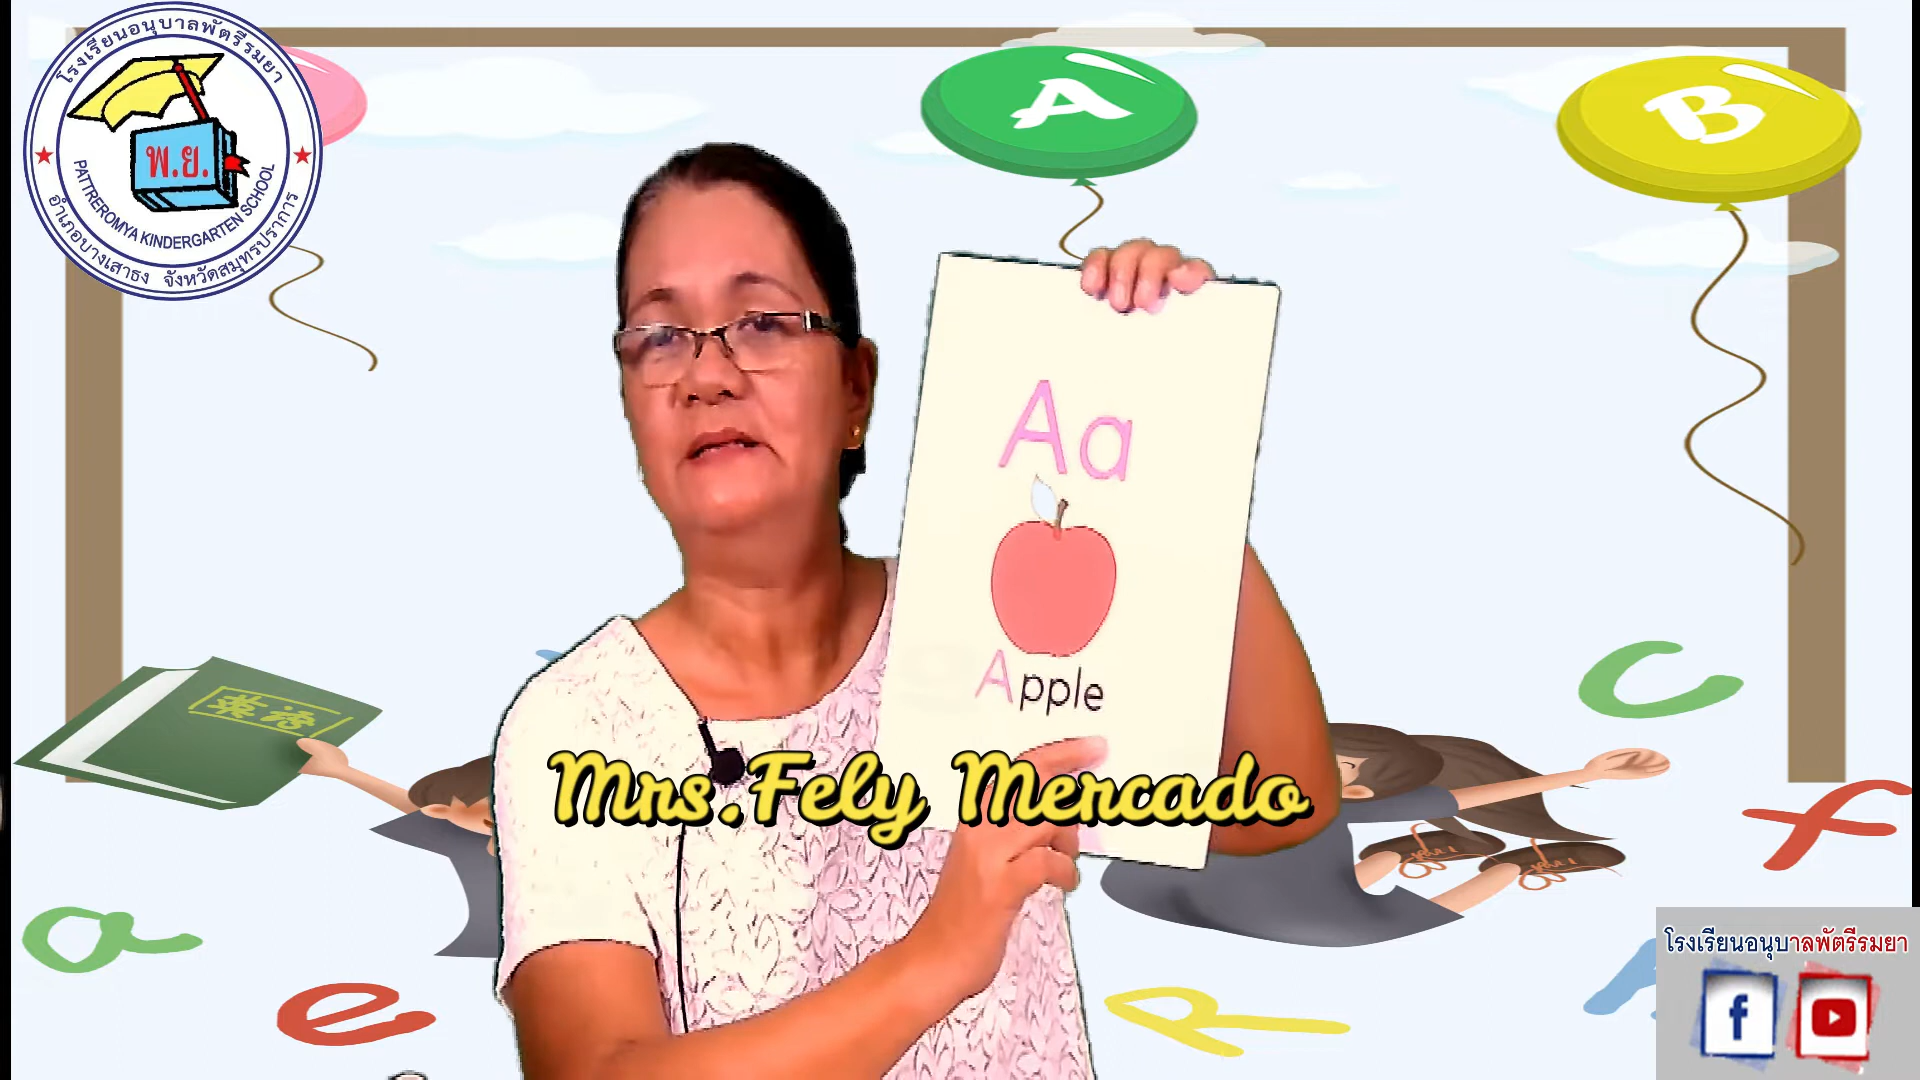 โรงเรียนอนุบาลพัตรีรมยา
พ.ย.
PATTREROMYA KINDERGARTEN SCHOOL
อำเภอบางเสาธง จังหวัดสมุทรปราการ
A
B
Aa
Apple
Mrs.Fely Mercado
英语
c
f
a
e
R
โรงเรียนอนุบาลพัตรีรมยา
f